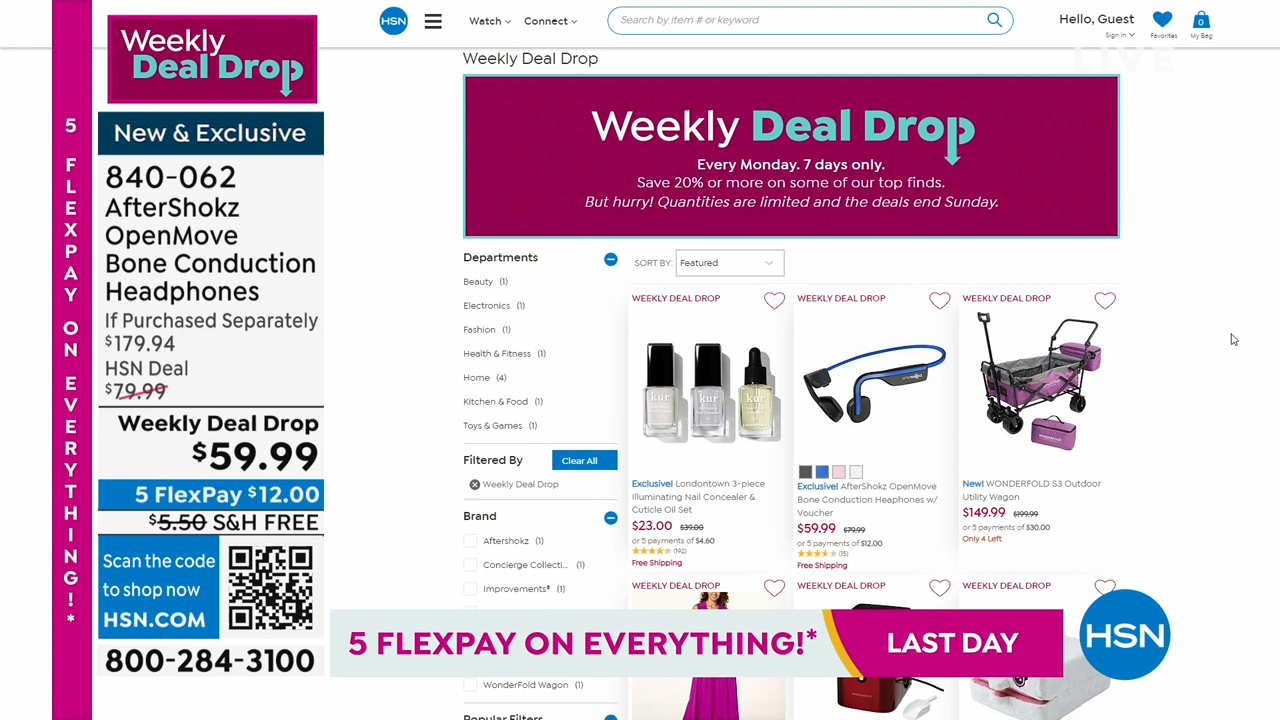 Weekly
Deal Drop
5 FLEXPAY ON EVERYTHING!*
New & Exclusive
840-062
AfterShokz
OpenMove
Bone Conduction
Headphones
If Purchased Separately
$179.94
HSN Deal
$79.99
Weekly Deal Drop
$59.99
5 FlexPay $12.00
$5.50 S&H FREE
Scan the code
to shop now
HSN.COM
800-284-3100
HSN
Watch
Connect
Search by item # or keyword
Hello, Guest
Sign In
Favorites
0
My Bag
LIVE
Weekly Deal Drop
Weekly Deal Drop
Every Monday. 7 days only.
Save 20% or more on some of our top finds.
But hurry! Quantities are limited and the deals end Sunday.
Departments
Beauty (1)
Electronics (1)
Fashion (1)
Health & Fitness (1)
Home (4)
Kitchen & Food (1)
Toys & Games (1)
Filtered By
Clear All
Weekly Deal Drop
Brand
Aftershokz (1)
Concierge Collecti... (1)
Improvements® (1)
WonderFold Wagon (1)
Popular Filters
SORT BY: Featured
WEEKLY DEAL DROP
kur kur kur
Exclusive! Londontown 3-piece
Illuminating Nail Concealer &
Cuticle Oil Set
$23.00 $39.00
or 5 payments of $4.60
(192)
Free Shipping
WEEKLY DEAL DROP
Exclusive! AfterShokz OpenMove
Bone Conduction Heaphones w/
Voucher
$59.99 $79.99
or 5 payments of $12.00
(15)
Free Shipping
WEEKLY DEAL DROP
New! WONDERFOLD S3 Outdoor
Utility Wagon
$149.99 $199.99
or 5 payments of $30.00
Only 4 Left
WEEKLY DEAL DROP
WEEKLY DEAL DROP
WEEKLY DEAL DROP
5 FLEXPAY ON EVERYTHING!*
LAST DAY
HSN